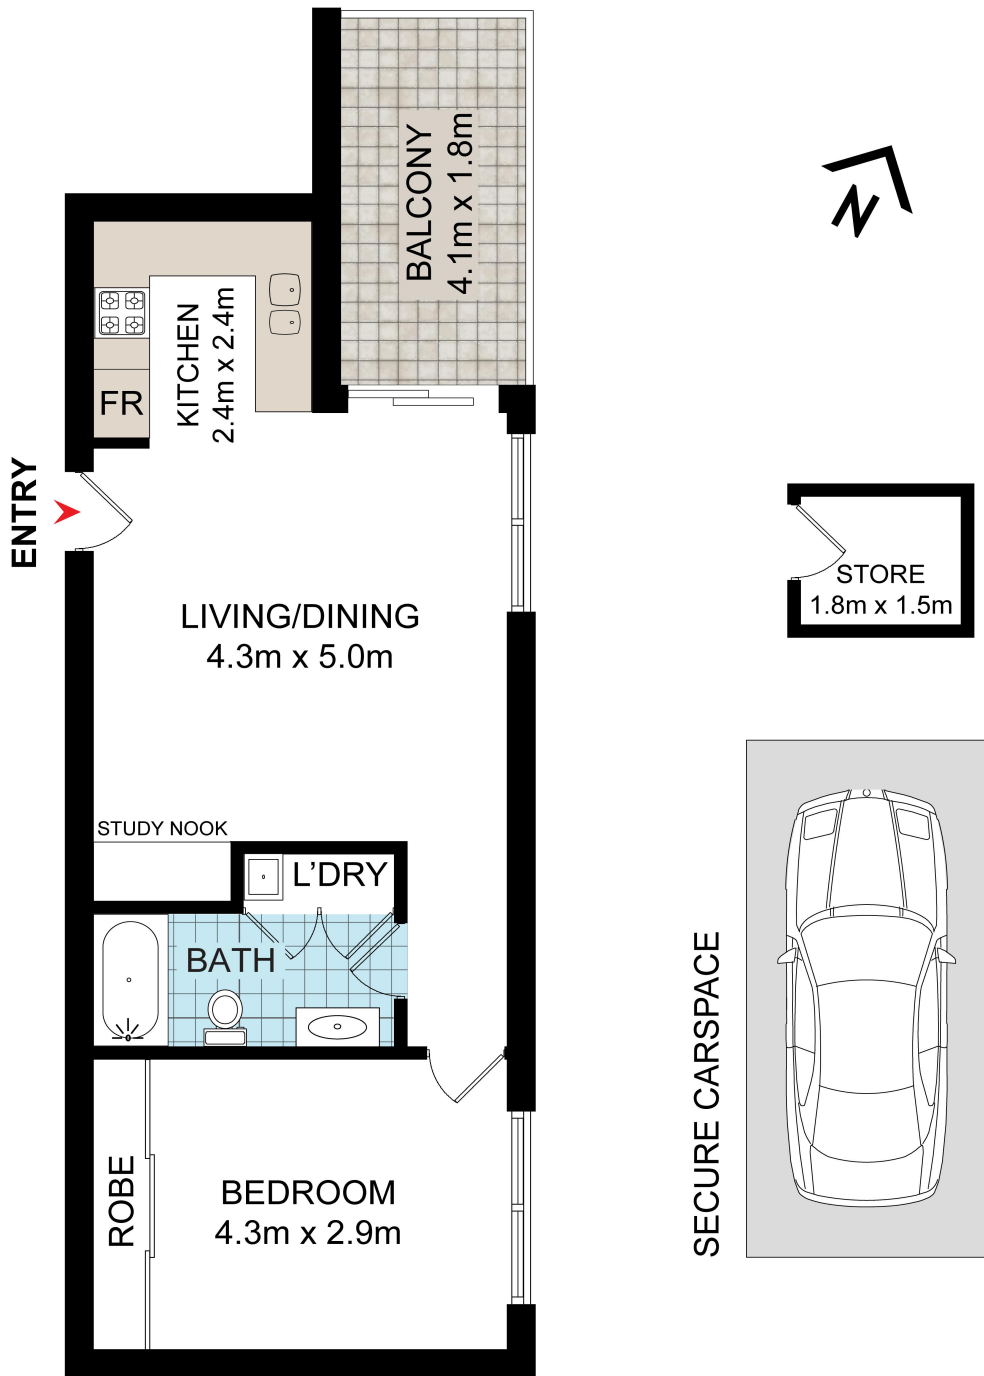 BALCONY
4.1m x 1.8m
N
KITCHEN
2.4m x 2.4m
FR
ENTRY
LIVING/DINING
4.3m x 5.0m
STORE
1.8m x 1.5m
STUDY NOOK
L'DRY
BATH
SECURE CARSPACE
ROBE
BEDROOM
4.3m x 2.9m